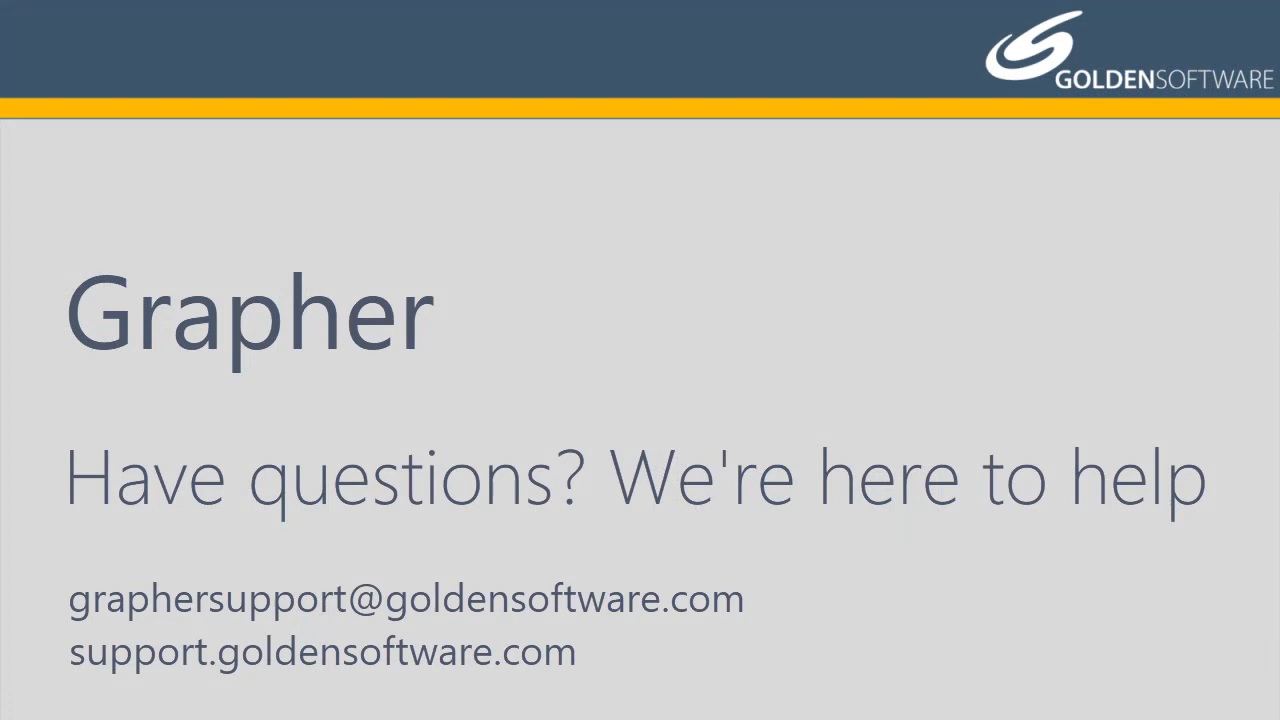 GOLDENSOFTWARE
Grapher
Have questions? We're here to help
graphersupport@goldensoftware.com
support.goldensoftware.com